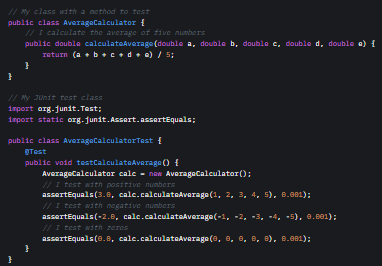 // My class with a method to test
public class AverageCalculator {
// I calculate the average of five numbers
public double calculateAverage(double a, double b, double c, double d, double e) {
return (a + b + c + d + e) / 5;
}
}
// My JUnit test class
import org.junit.Test;
import static org.junit.Assert.assertEquals;
public class AverageCalculatorTest {
@Test
public void testCalculateAverage() {
AverageCalculator calc = new AverageCalculator();
// I test with positive numbers
assertEquals(3.0, calc.calculateAverage(1, 2, 3, 4, 5), 0.001);
// I test with negative numbers
assertEquals(-2.0, calc.calculateAverage(-1, -2, -3, -4, -5), 0.001);
// I test with zeros
assertEquals(0.0, calc.calculateAverage(0, 0, 0, 0, 0), 0.001);
}
}